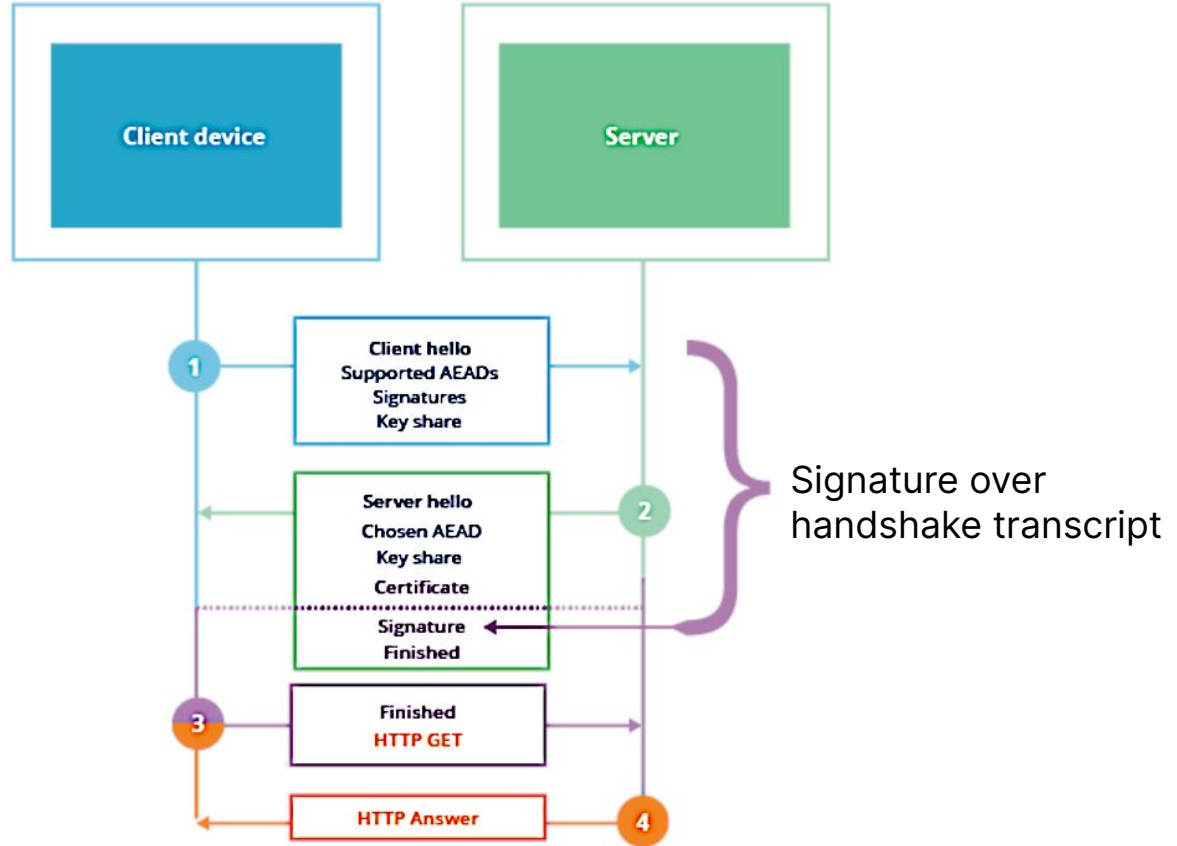 Client device
Server
1
Client hello
Supported AEADs
Signatures
Key share
Server hello
2
Chosen AEAD
Key share
Certificate
Signature
Finished
Signature over
handshake transcript
3
Finished
HTTP GET
HTTP Answer
4